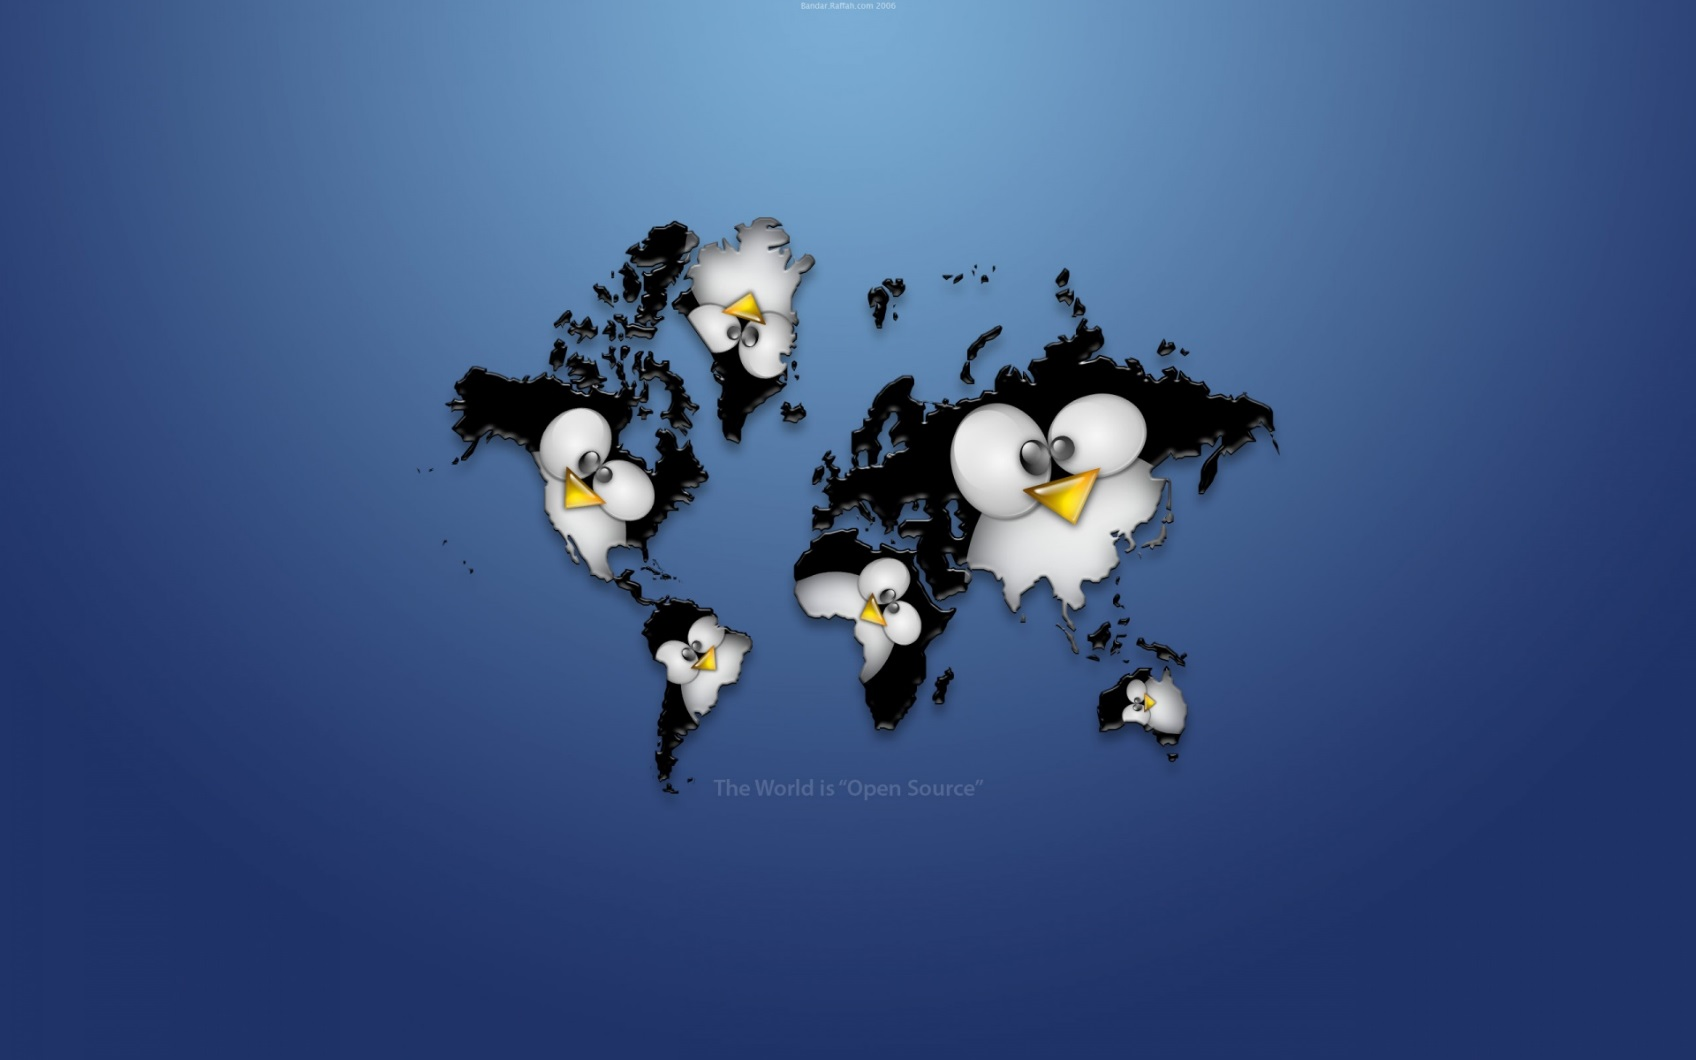 Bandar.Raffah.com 2006
The World is “Open Source”